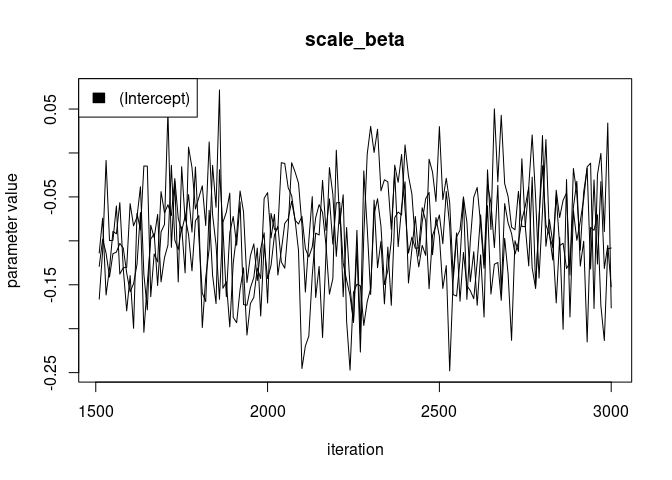 scale_beta
(Intercept)
0.05
-0.05
-0.15
-0.25
parameter value
1500 2000 2500 3000
iteration